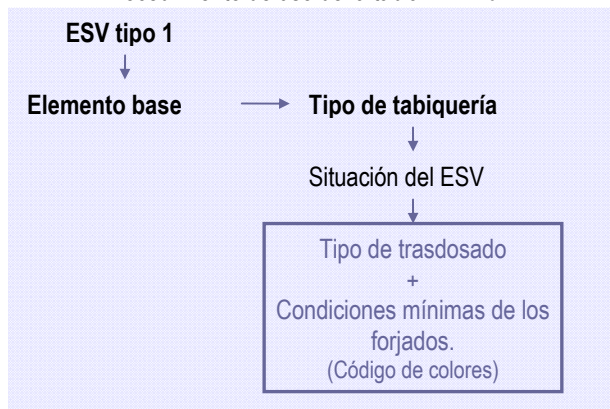 ESV tipo 1
Elemento base
Tipo de tabiquería
Situación del ESV
Tipo de trasdosado
+
Condiciones mínimas de los
forjados.
(Código de colores)